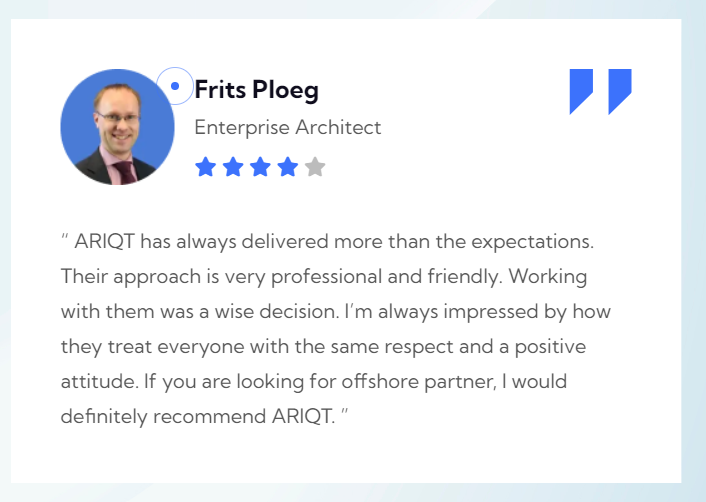 Frits Ploeg
Enterprise Architect
“ ARIQT has always delivered more than the expectations.
Their approach is very professional and friendly. Working
with them was a wise decision. I’m always impressed by how
they treat everyone with the same respect and a positive
attitude. If you are looking for offshore partner, I would
definitely recommend ARIQT. ”